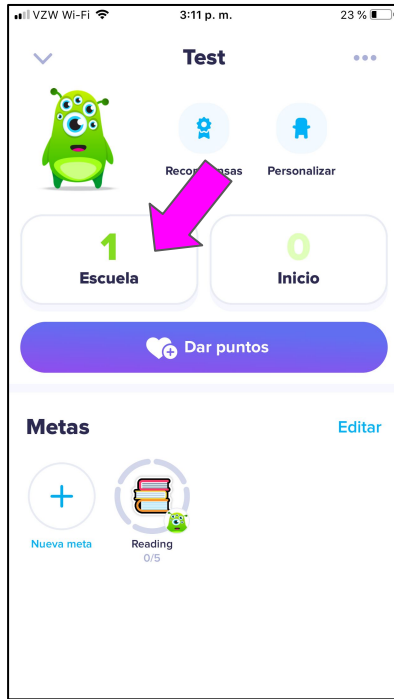 VZW Wi-Fi 3:11 p. m. 23 %
Test
Personalizar
1 0
Escuela Inicio
Dar puntos
Metas Editar
Nueva meta Reading
0/5